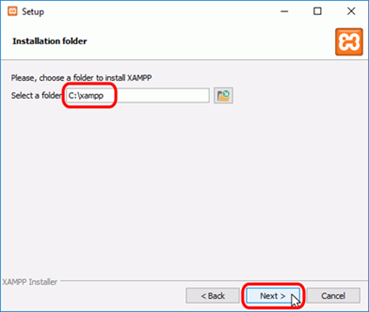 Setup
Installation folder
Please, choose a folder to install XAMPP
Select a folder C:\xampp
XAMPP Installer
< Back Next > Cancel